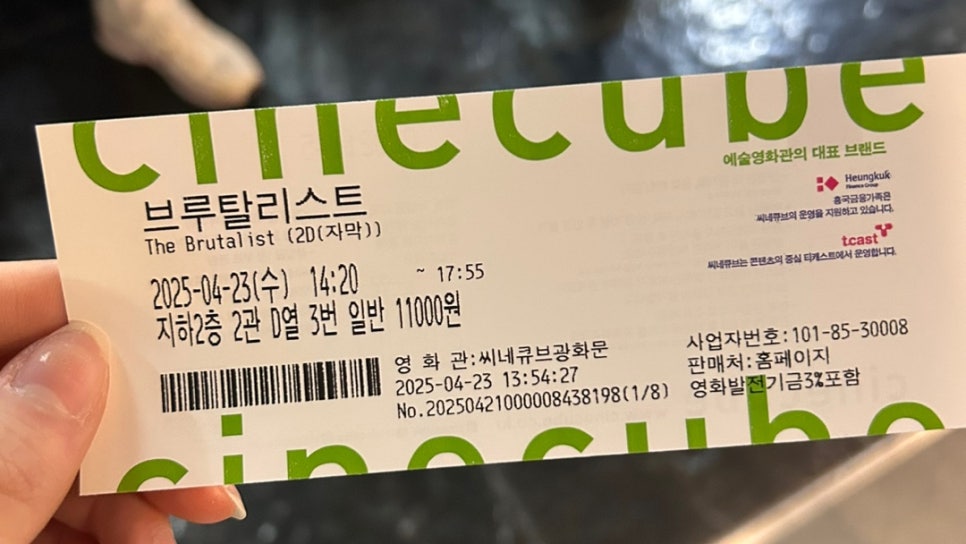 cinecube
예술영화관의 대표 브랜드
브루탈리스트
The Brutalist (2D(자막))
Heungkuk
Finance Group
흥국금융가족은
씨네큐브의 운영을 지원하고 있습니다.
t.cast
씨네큐브는 콘텐츠의 중심 티캐스트에서 운영합니다.
2025-04-23(수) 14:20 ~ 17:55
지하2층 2관 D열 3번 일반 11000원
영 화 관:씨네큐브광화문
2025-04-23 13:54:27
No.20250421000008438198(1/8)
사업자번호:101-85-30008
판매처:홈페이지
영화발전기금3%포함
cinecube